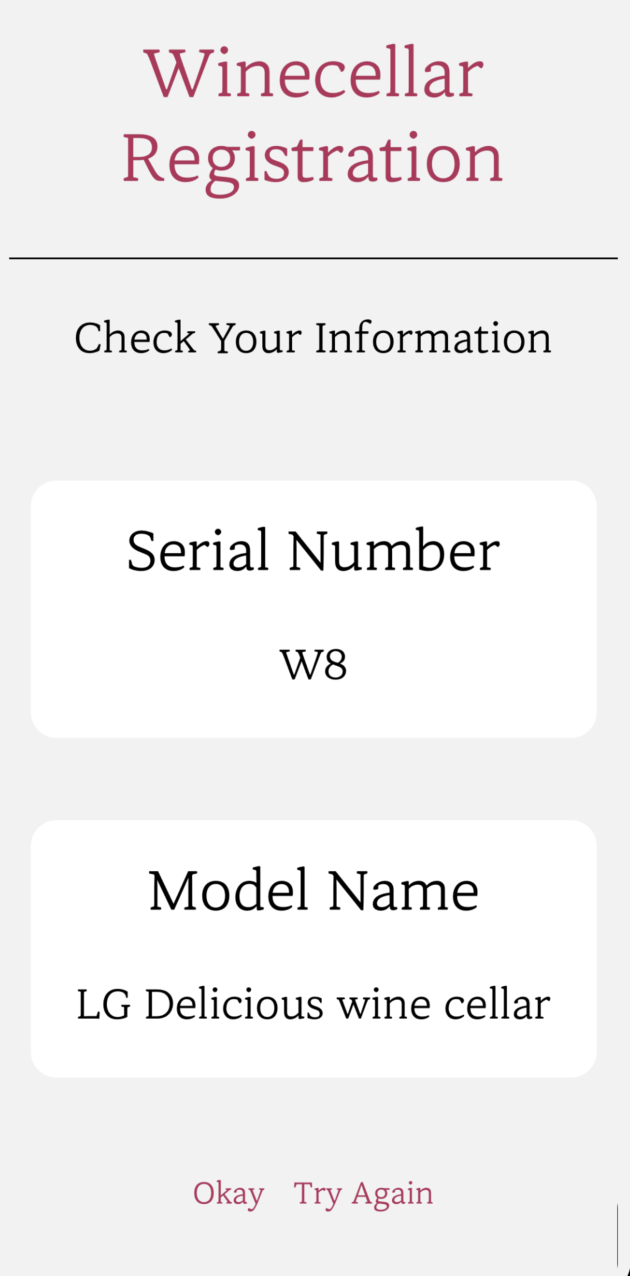 Winecellar
Registration
Check Your Information
Serial Number
W8
Model Name
LG Delicious wine cellar
Okay Try Again